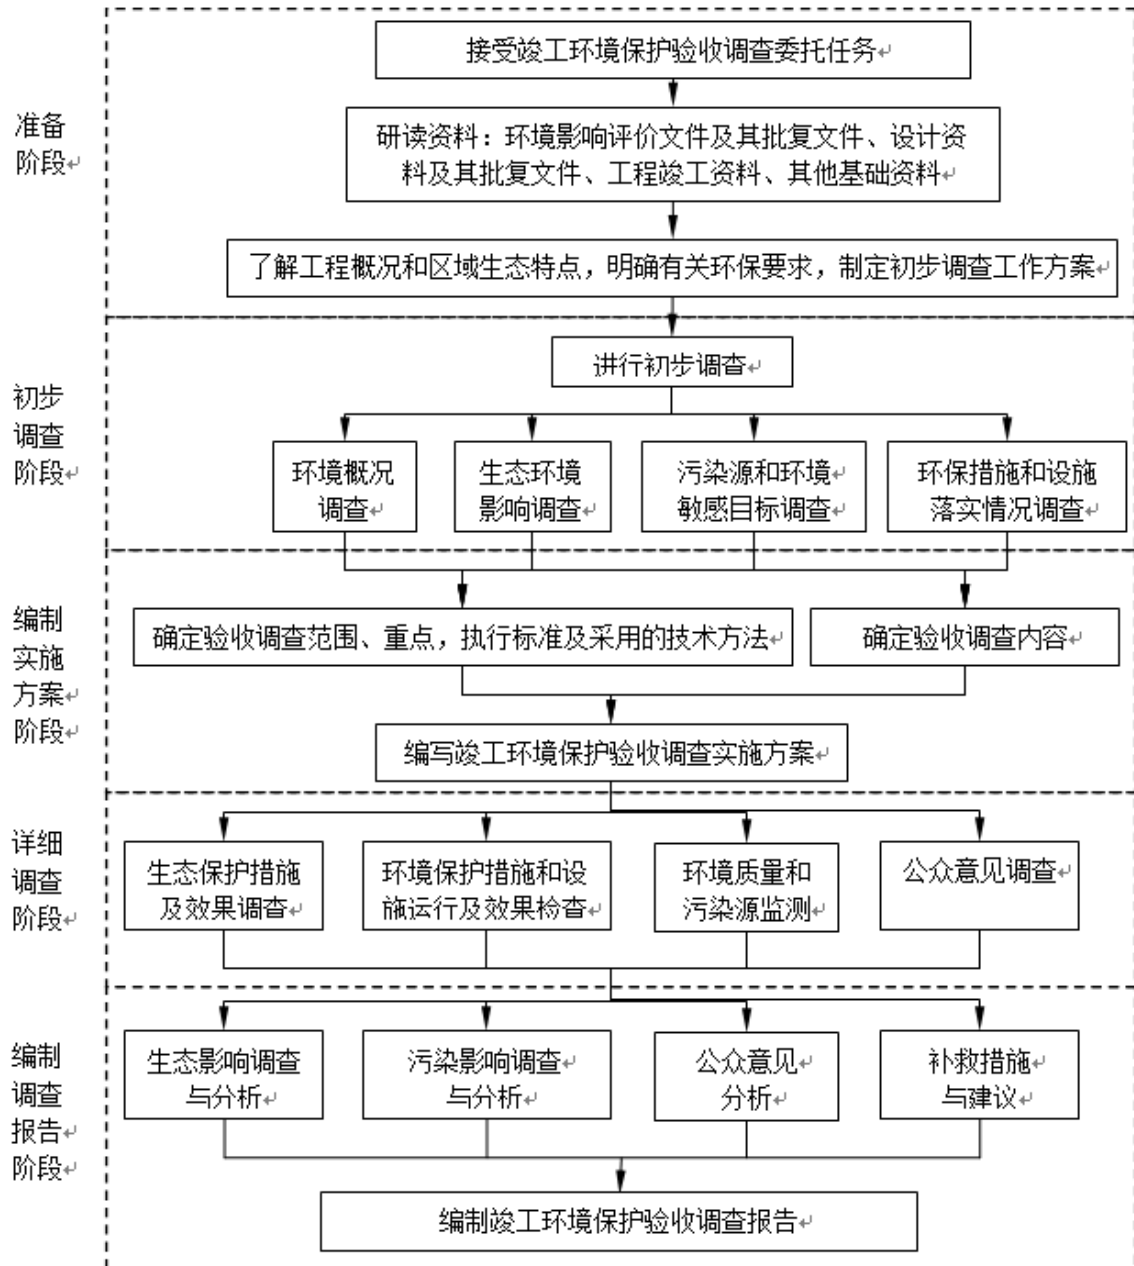 接受竣工环境保护验收调查委托任务↵
准备
阶段↵
研读资料：环境影响评价文件及其批复文件、设计资
料及其批复文件、工程竣工资料、其他基础资料↵
了解工程概况和区域生态特点，明确有关环保要求，制定初步调查工作方案↵
初步
调查
阶段↵
进行初步调查↵
环境概况
调查↵
生态环境
影响调查↵
污染源和环境
敏感目标调查↵
环保措施和设施
落实情况调查↵
编制
实施
方案↵
阶段↵
确定验收调查范围、重点，执行标准及采用的技术方法↵
确定验收调查内容↵
编写竣工环境保护验收调查实施方案↵
详细
调查
阶段↵
生态保护措施
及效果调查↵
环境保护措施和设
施运行及效果检查↵
环境质量和
污染源监测↵
公众意见调查↵
编制
调查
报告↵
阶段↵
生态影响调查
与分析↵
污染影响调查↵
与分析↵
公众意见↵
分析↵
补救措施↵
与建议↵
编制竣工环境保护验收调查报告↵